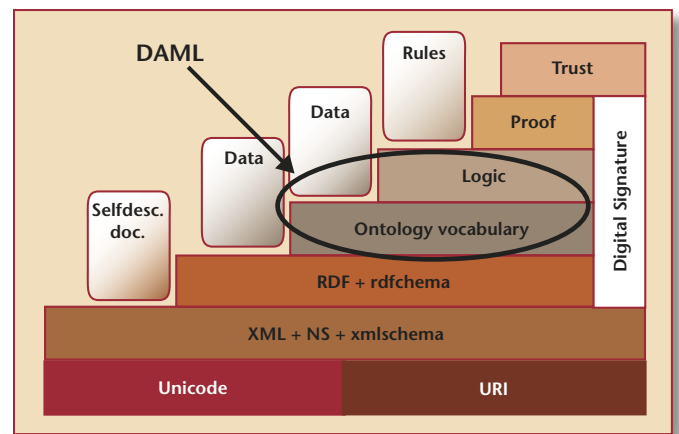 DAML
Rules
Trust
Data
Proof
Data
Logic
Selfdesc.
doc.
Ontology vocabulary
Digital Signature
RDF + rdfchema
XML + NS + xmlschema
Unicode
URI